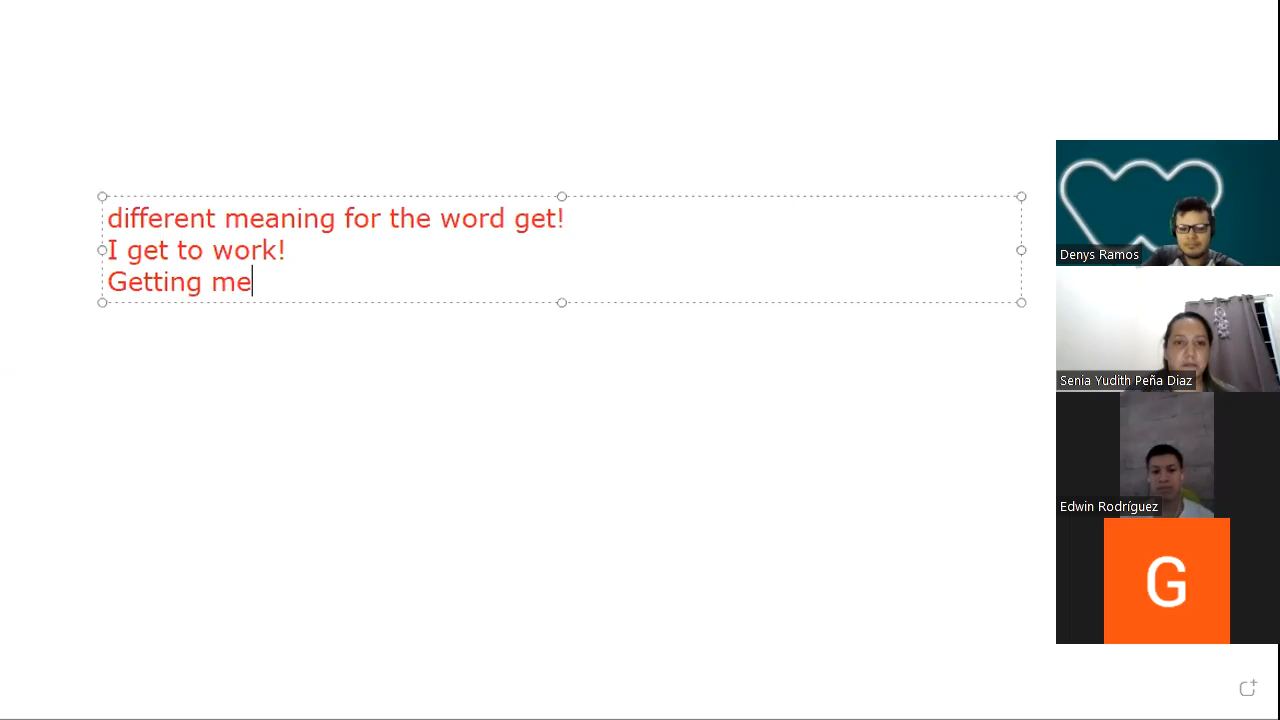 different meaning for the word get!
I get to work!
Getting me
Denys Ramos
Senia Yudith Peña Diaz
Edwin Rodríguez
G